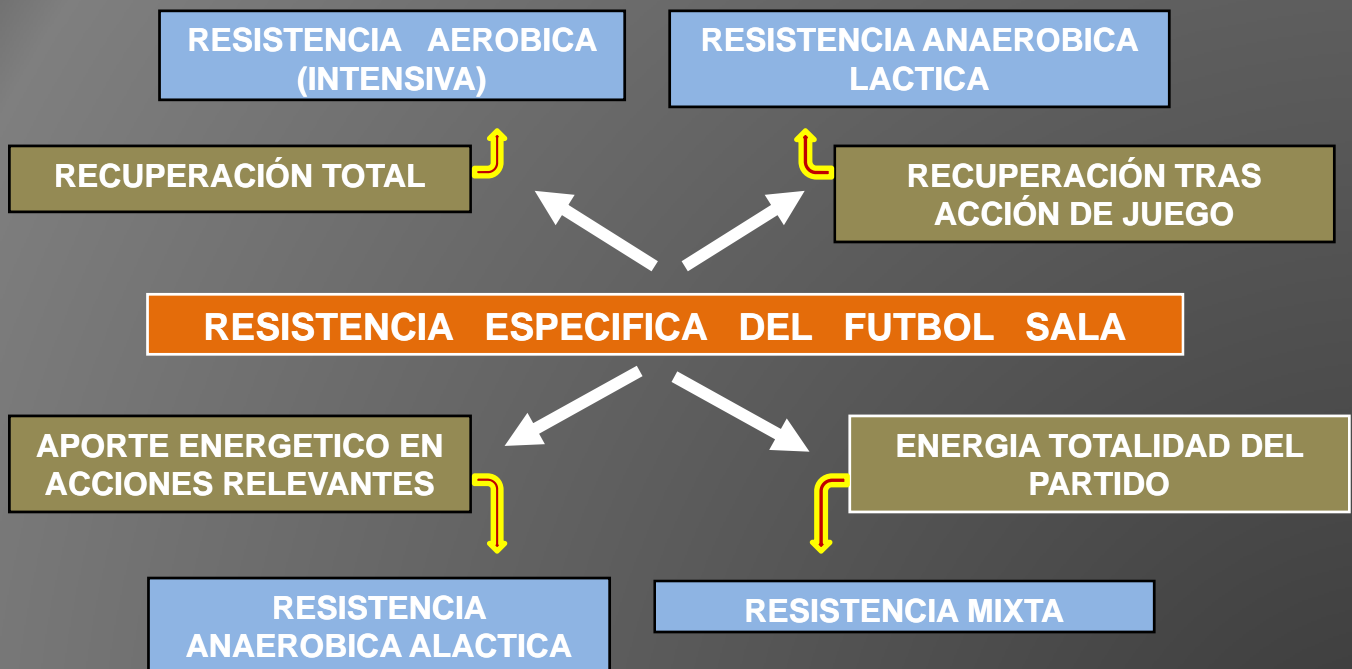 RESISTENCIA AEROBICA
(INTENSIVA)
RESISTENCIA ANAEROBICA
LACTICA
RECUPERACIÓN TOTAL
RECUPERACIÓN TRAS
ACCIÓN DE JUEGO
RESISTENCIA ESPECIFICA DEL FUTBOL SALA
APORTE ENERGETICO EN
ACCIONES RELEVANTES
ENERGIA TOTALIDAD DEL
PARTIDO
RESISTENCIA
ANAEROBICA ALACTICA
RESISTENCIA MIXTA